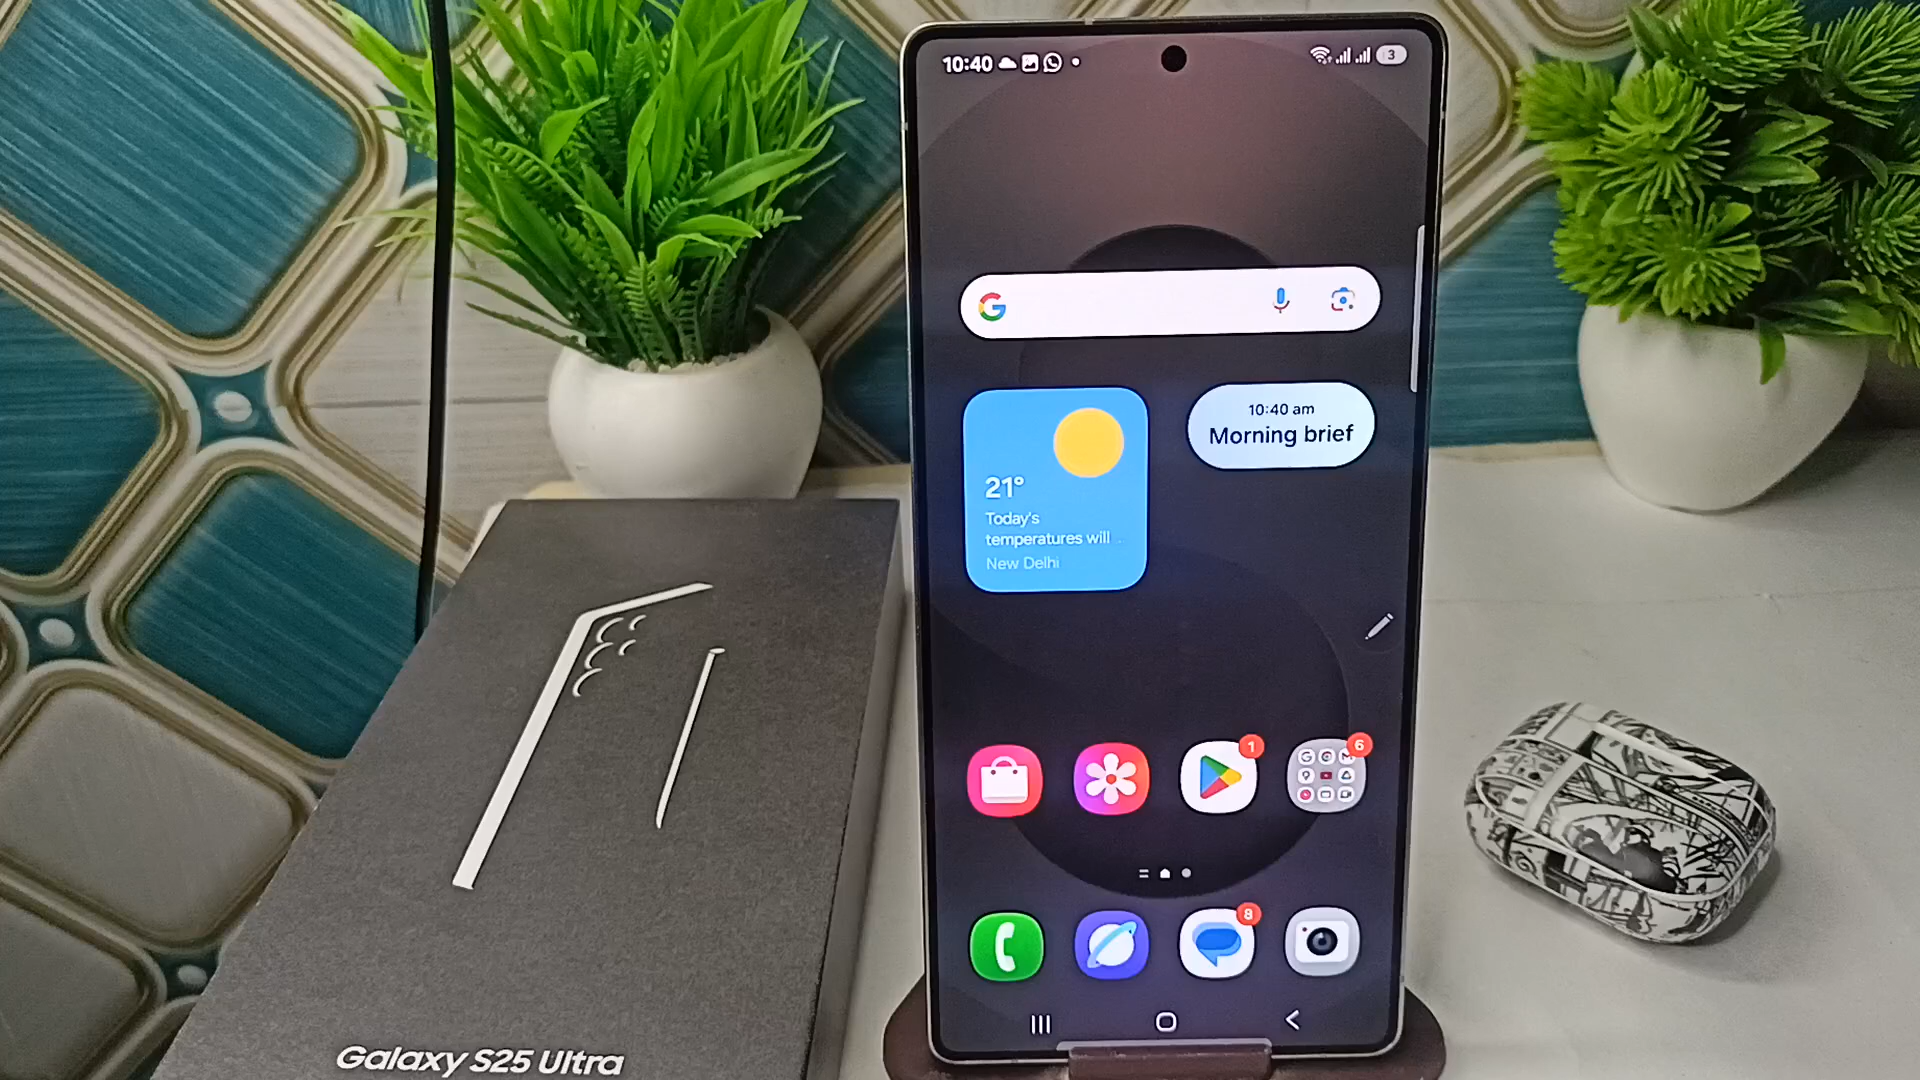 10:40
3
G
10:40 am
Morning brief
21°
Today's
temperatures will
New Delhi
1
6
8
Galaxy S25 Ultra